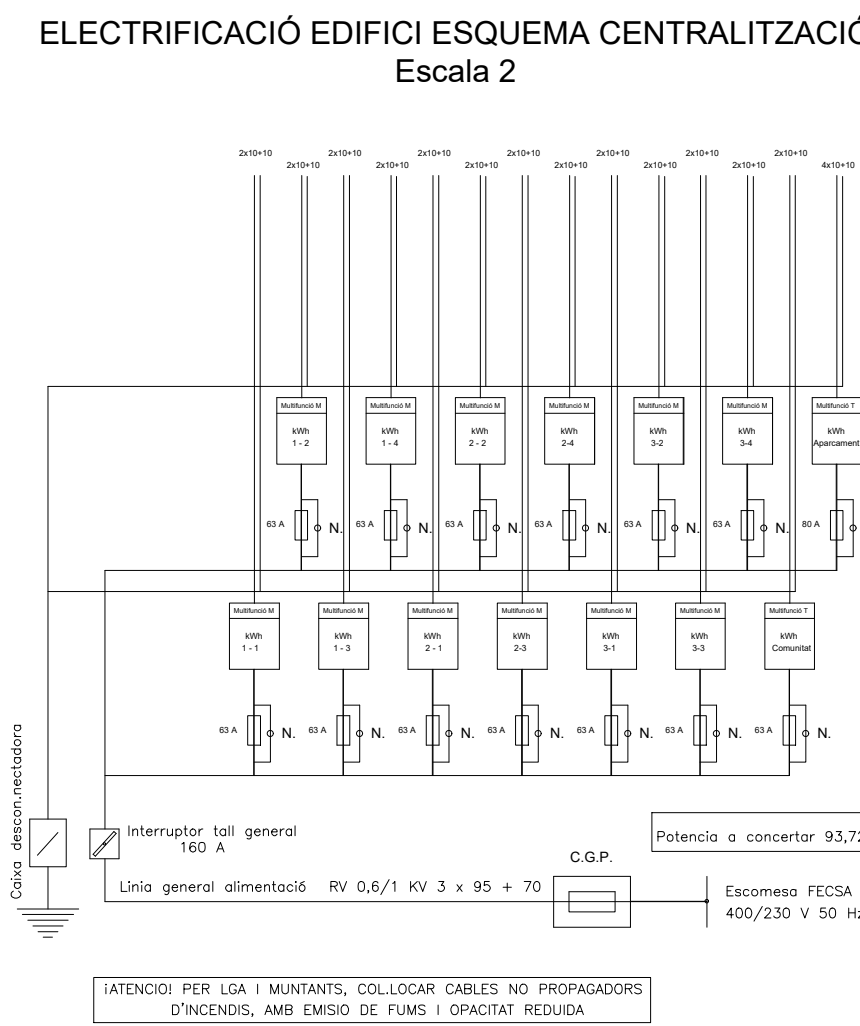 ELECTRIFICACIÓ EDIFICI ESQUEMA CENTRALITZACIÓ
Escala 2
2x10+10 2x10+10 2x10+10 2x10+10 2x10+10 2x10+10 2x10+10
2x10+10 2x10+10 2x10+10 2x10+10 2x10+10 2x10+10 4x10+10
Multifunció M Multifunció M Multifunció M Multifunció M Multifunció M Multifunció M Multifunció T
kWh kWh kWh kWh kWh kWh kWh
1 - 2 1 - 4 2 - 2 2-4 3-2 3-4 Aparcament
63 A N. 63 A N. 63 A N. 63 A N. 63 A N. 63 A N. 80 A
Multifunció M Multifunció M Multifunció M Multifunció M Multifunció M Multifunció M Multifunció T
kWh kWh kWh kWh kWh kWh kWh
1 - 1 1 - 3 2 - 1 2-3 3-1 3-3 Comunitat
63 A N. 63 A N. 63 A N. 63 A N. 63 A N. 63 A N. 63 A N.
Caixa descon.nectadora
Interruptor tall general
160 A
Potencia a concertar 93,72
C.G.P.
Linia general alimentació RV 0,6/1 KV 3 x 95 + 70
Escomesa FECSA
400/230 V 50 Hz
¡ATENCIO! PER LGA I MUNTANTS, COL.LOCAR CABLES NO PROPAGADORS
D'INCENDIS, AMB EMISIO DE FUMS I OPACITAT REDUIDA